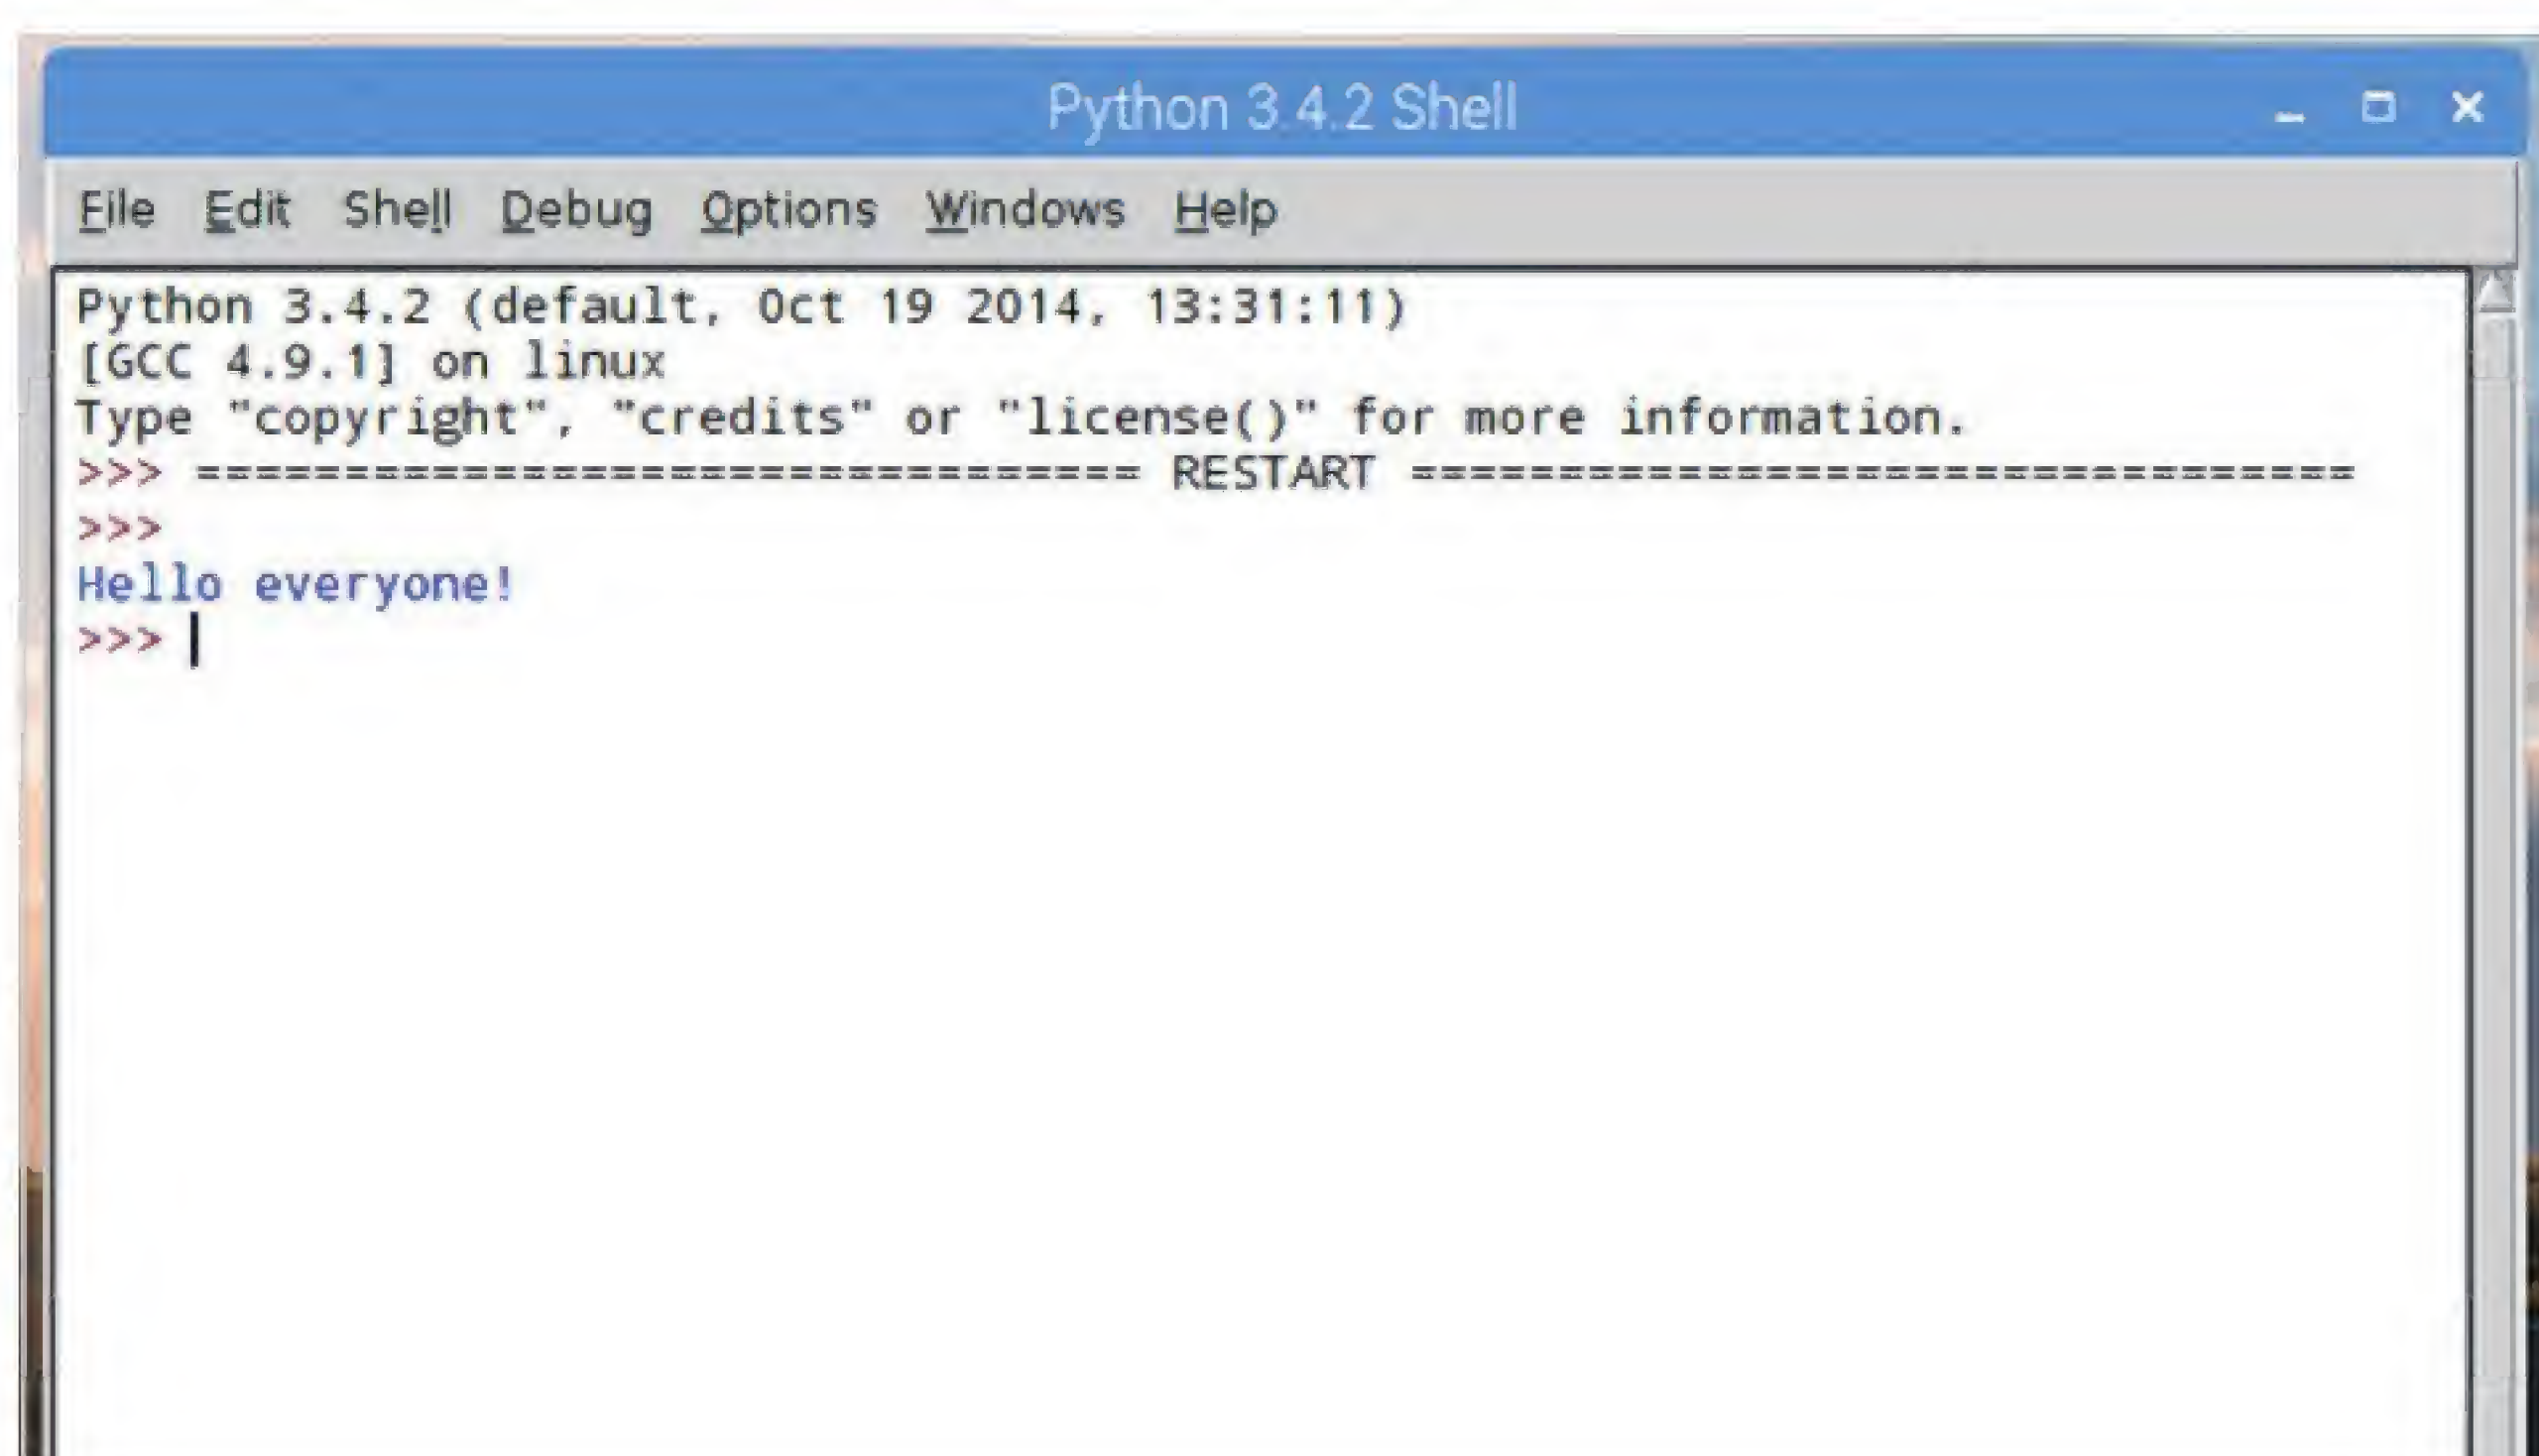 Python 3.4.2 Shell
File Edit Shell Debug Options Windows Help
Python 3.4.2 (default, Oct 19 2014, 13:31:11)
[GCC 4.9.1] on linux
Type "copyright", "credits" or "license()" for more information.
>>> ================================ RESTART ================================
>>>
Hello everyone!
>>>